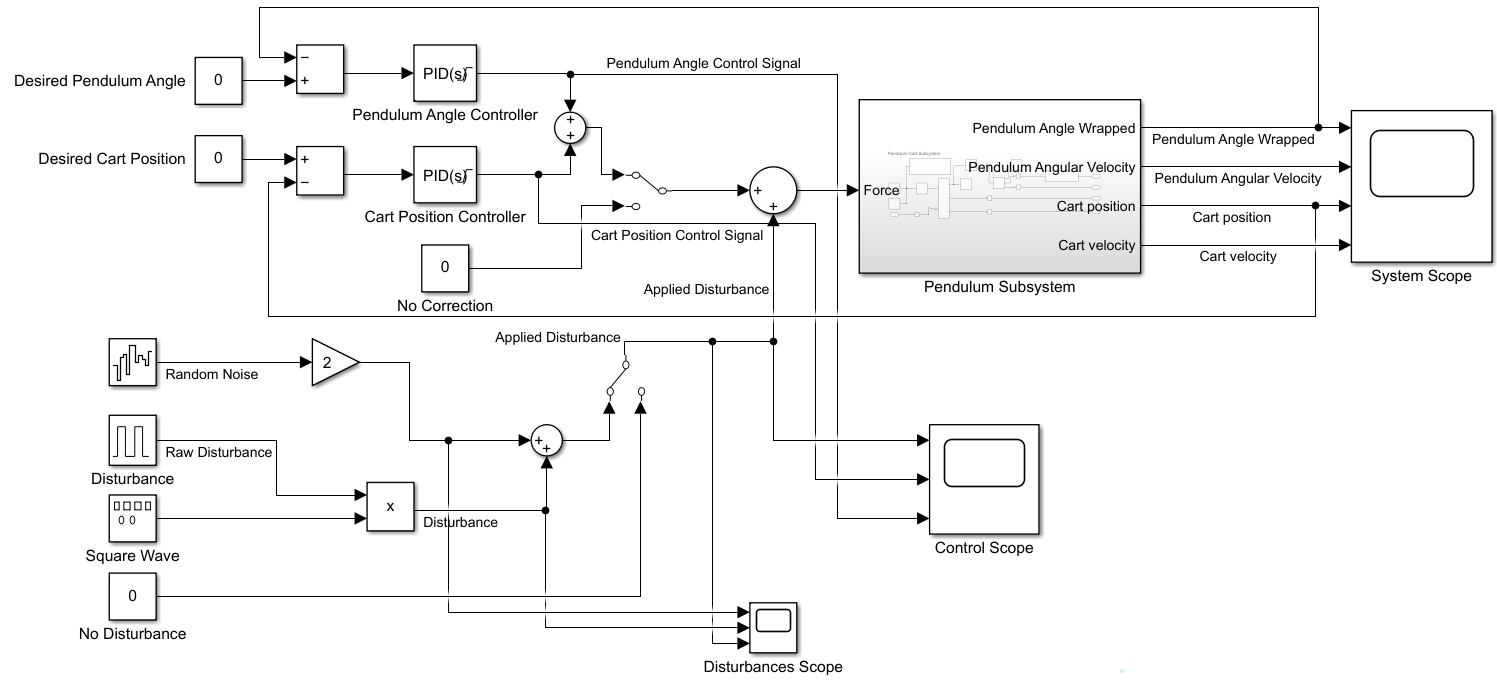 Desired Pendulum Angle
0
−
+
PID(s)
Pendulum Angle Controller
Pendulum Angle Control Signal
Desired Cart Position
0
+
−
PID(s)
Cart Position Controller
+
+
Cart Position Control Signal
0
No Correction
+
+
Applied Disturbance
Pendulum Cart Subsystem
Force
Pendulum Angle Wrapped
Pendulum Angular Velocity
Cart position
Cart velocity
Pendulum Subsystem
Pendulum Angle Wrapped
Pendulum Angular Velocity
Cart position
Cart velocity
System Scope
Applied Disturbance
Random Noise
2
Raw Disturbance
Disturbance
+
+
x
Disturbance
Square Wave
0
No Disturbance
Control Scope
Disturbances Scope